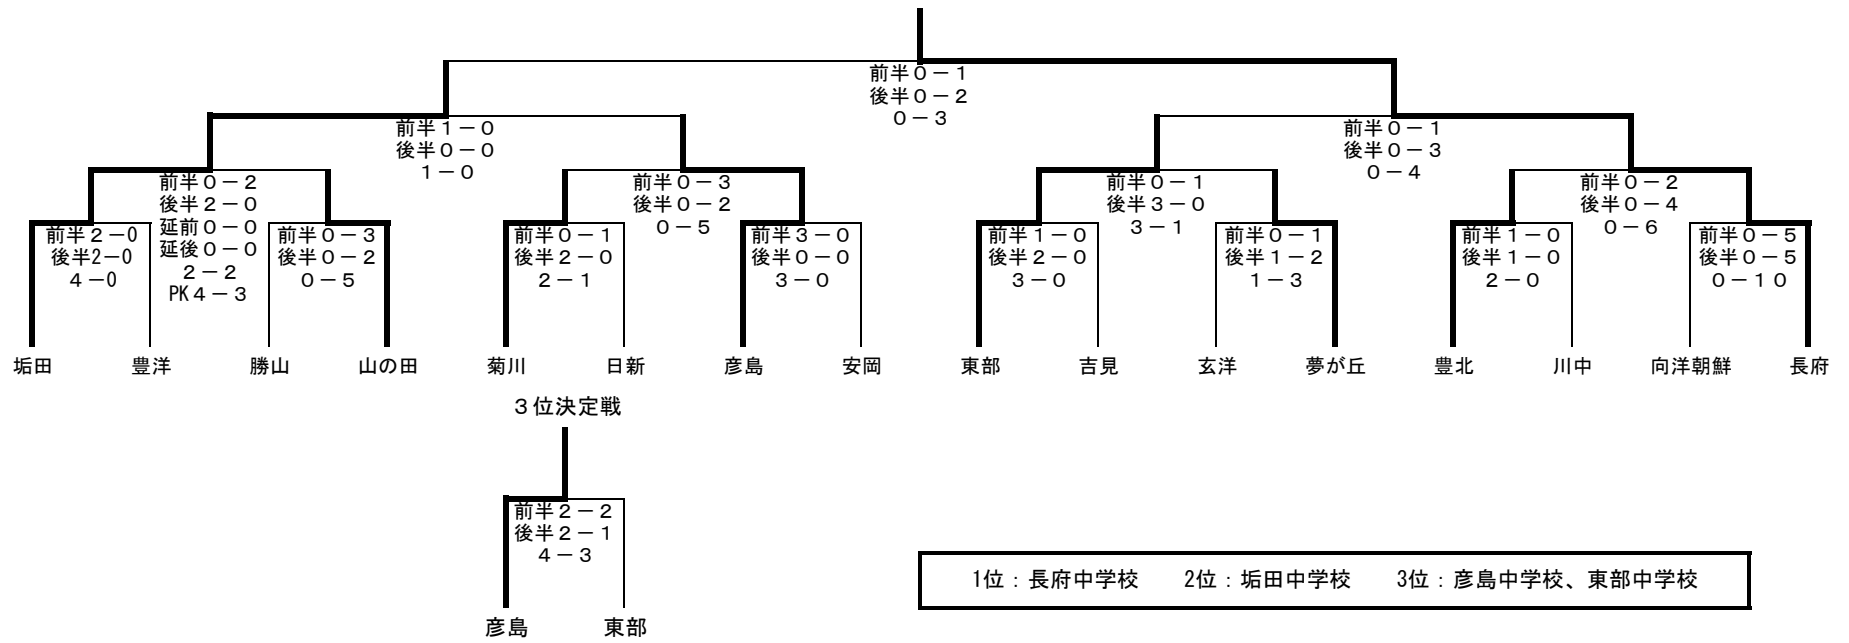 前半０－１
後半０－２
０－３
前半１－０
後半０－０
１－０
前半０－１
後半０－３
０－４
前半０－２
後半２－０
延前０－０
延後０－０
２－２
PK４－３
前半０－３
後半０－２
０－５
前半０－１
後半３－０
３－１
前半０－２
後半０－４
０－６
前半２－0
後半2－0
４－0
前半０－３
後半０－２
０－５
前半０－１
後半２－０
２－１
前半３－０
後半０－０
３－０
前半１－０
後半２－０
３－０
前半０－１
後半１－２
１－３
前半１－０
後半１－０
２－０
前半０－５
後半０－５
０－１０
垢田 豊洋 勝山 山の田 菊川 日新 彦島 安岡 東部 吉見 玄洋 夢が丘 豊北 川中 向洋朝鮮 長府
３位決定戦
前半２－２
後半２－１
４－３
彦島 東部
1位：長府中学校 2位：垢田中学校 3位：彦島中学校、東部中学校